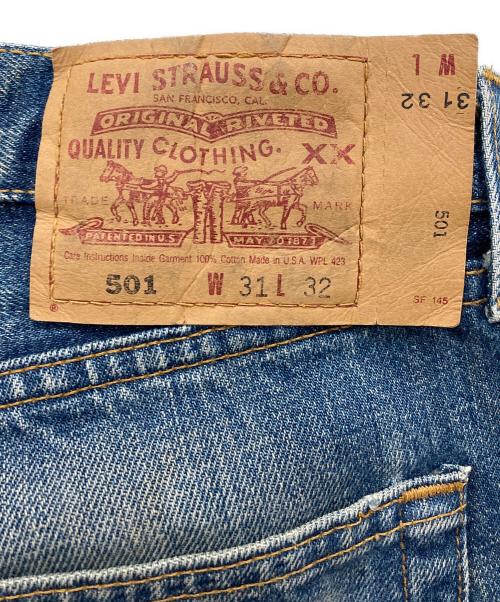 LEVI STRAUSS & CO.
SAN FRANCISCO, CAL.
ORIGINAL RIVETED
QUALITY CLOTHING. XX
TRADE MARK
PATENTED IN U.S. MAY 20 1873
Care Instructions Inside Garment 100% Cotton Made in U.S.A. WPL 423
501 W 31 L 32
®
W L
31 32
501
SF 145